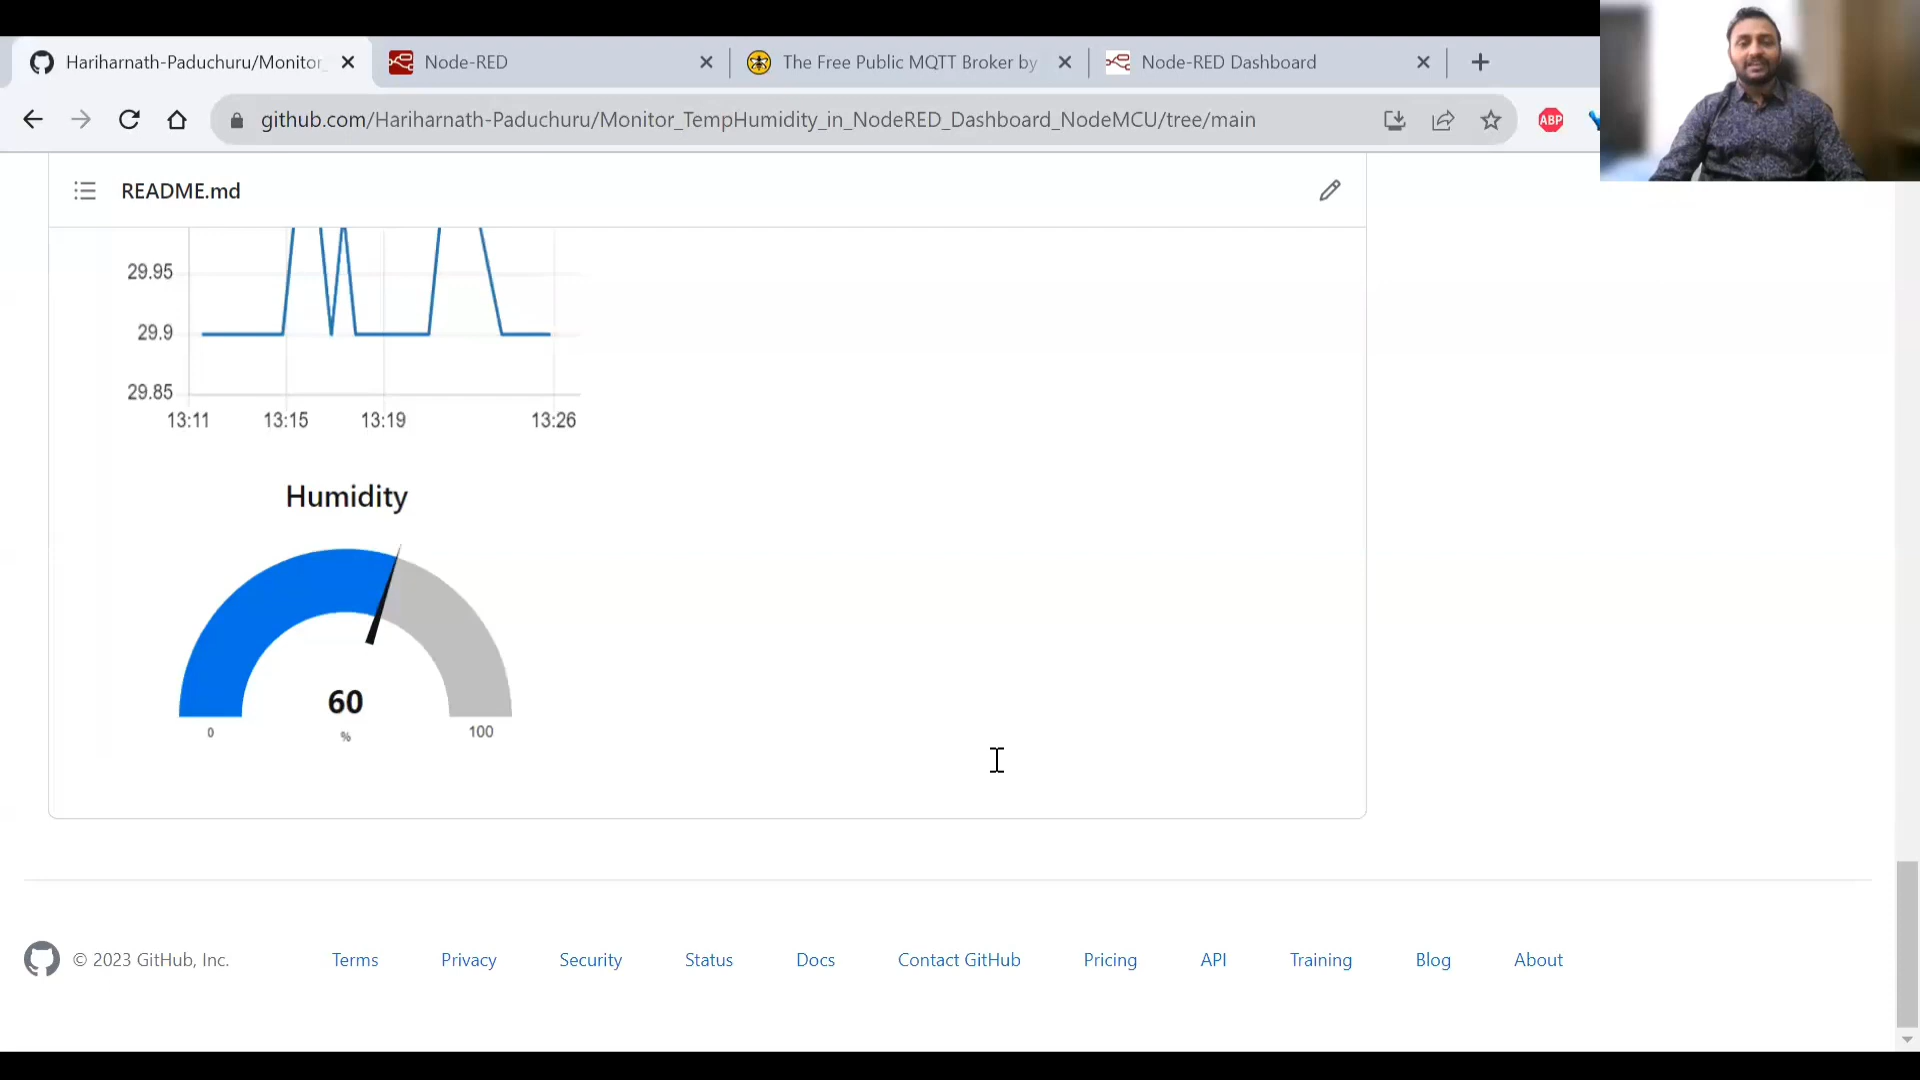 Hariharnath-Paduchuru/Monitor_
Node-RED
The Free Public MQTT Broker by
Node-RED Dashboard
github.com/Hariharnath-Paduchuru/Monitor_TempHumidity_in_NodeRED_Dashboard_NodeMCU/tree/main
ABP
README.md
29.95
29.9
29.85
13:11 13:15 13:19 13:26
Humidity
60
0 % 100
© 2023 GitHub, Inc. Terms Privacy Security Status Docs Contact GitHub Pricing API Training Blog About